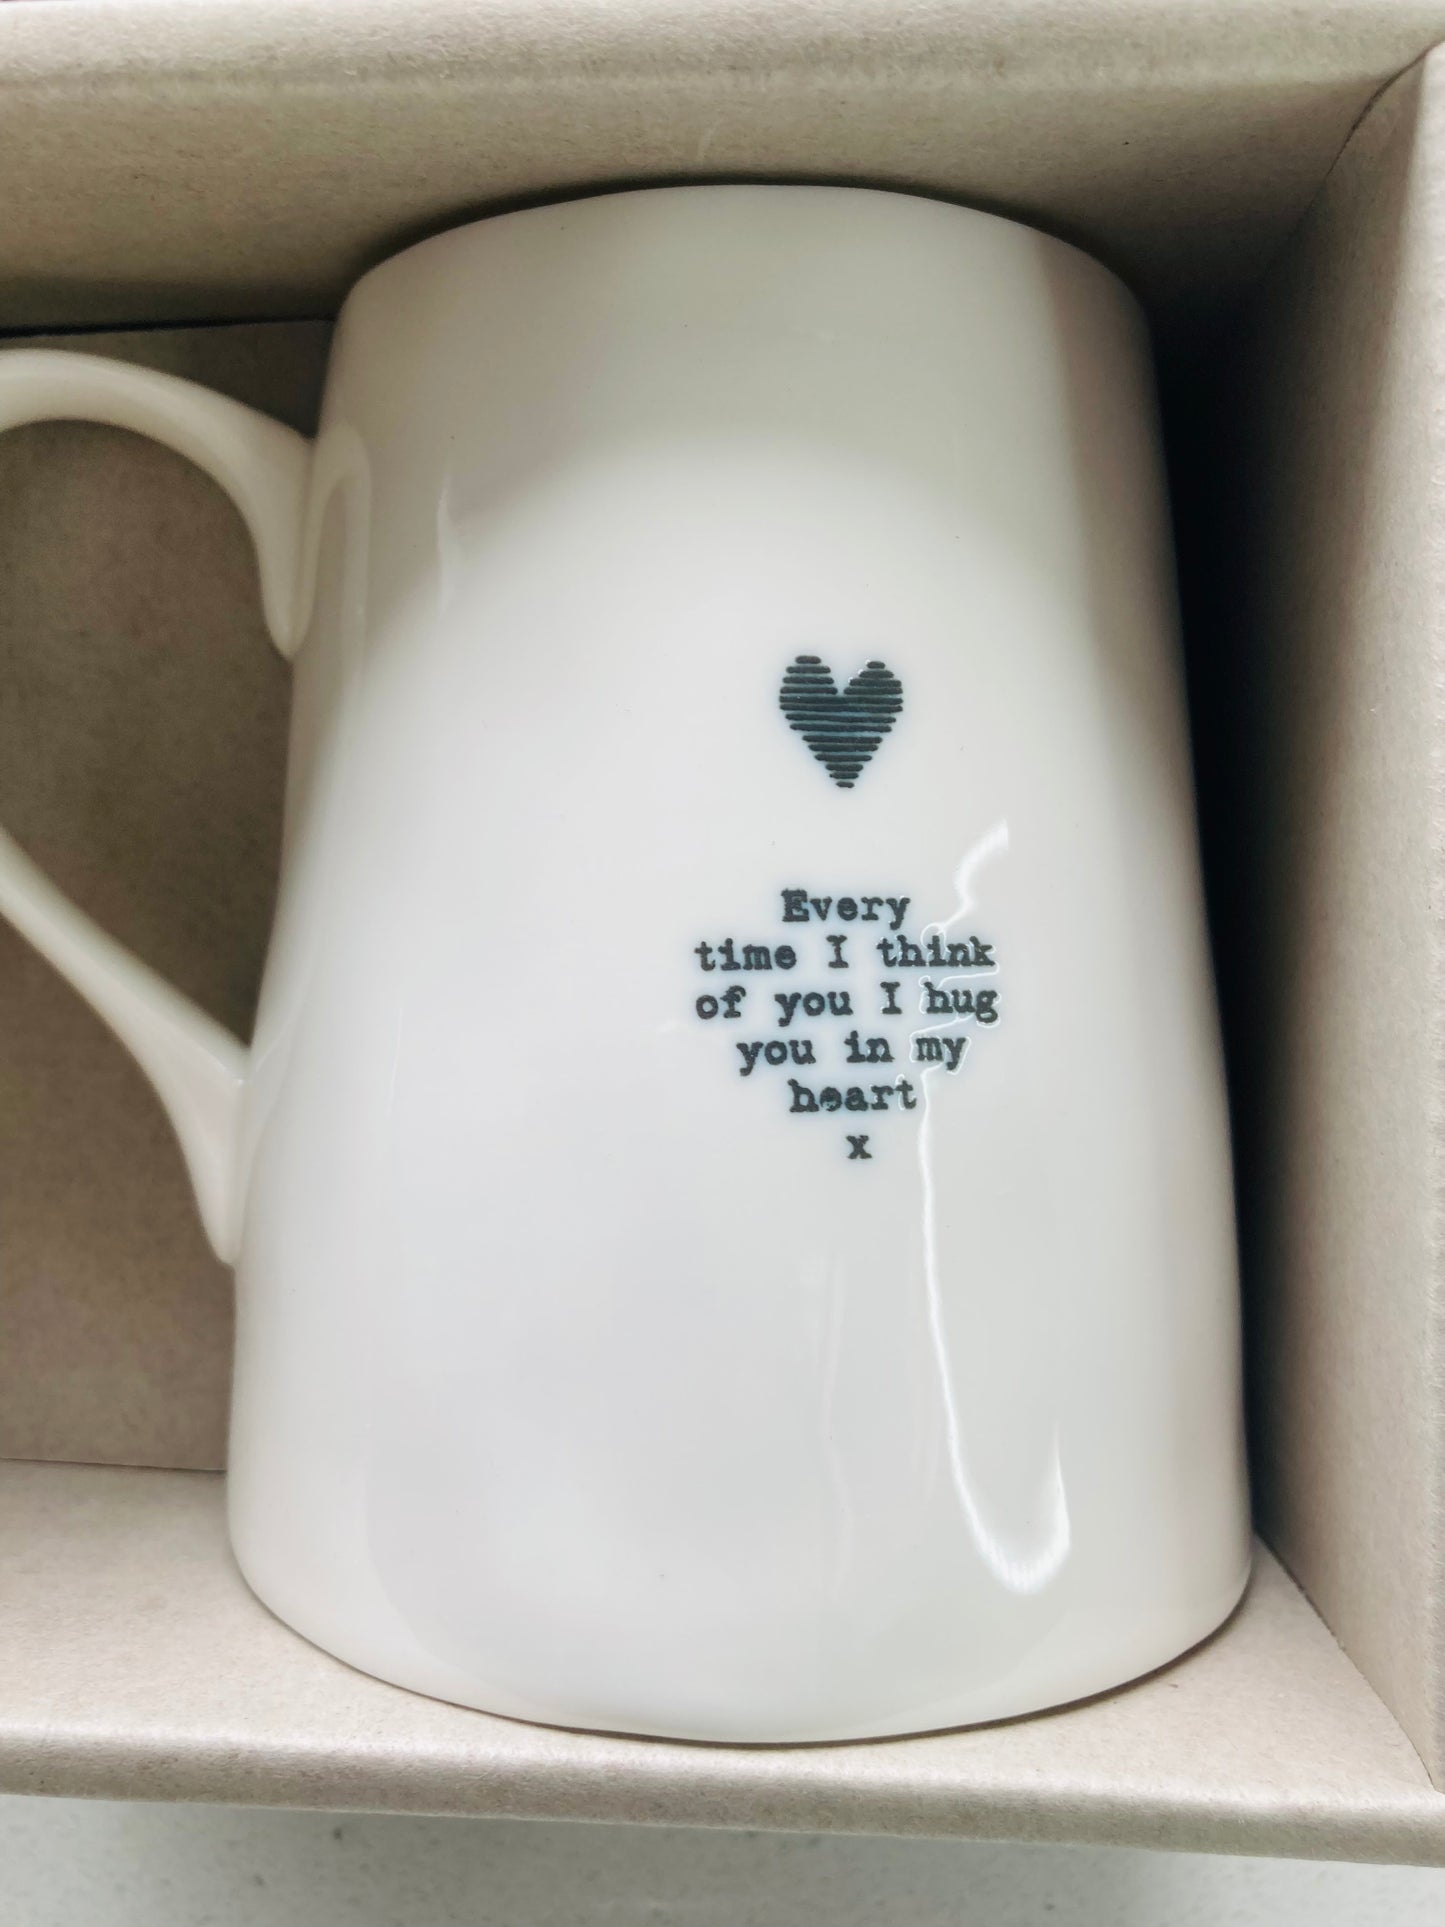 Every
time I think
of you I hug
you in my
heart
x